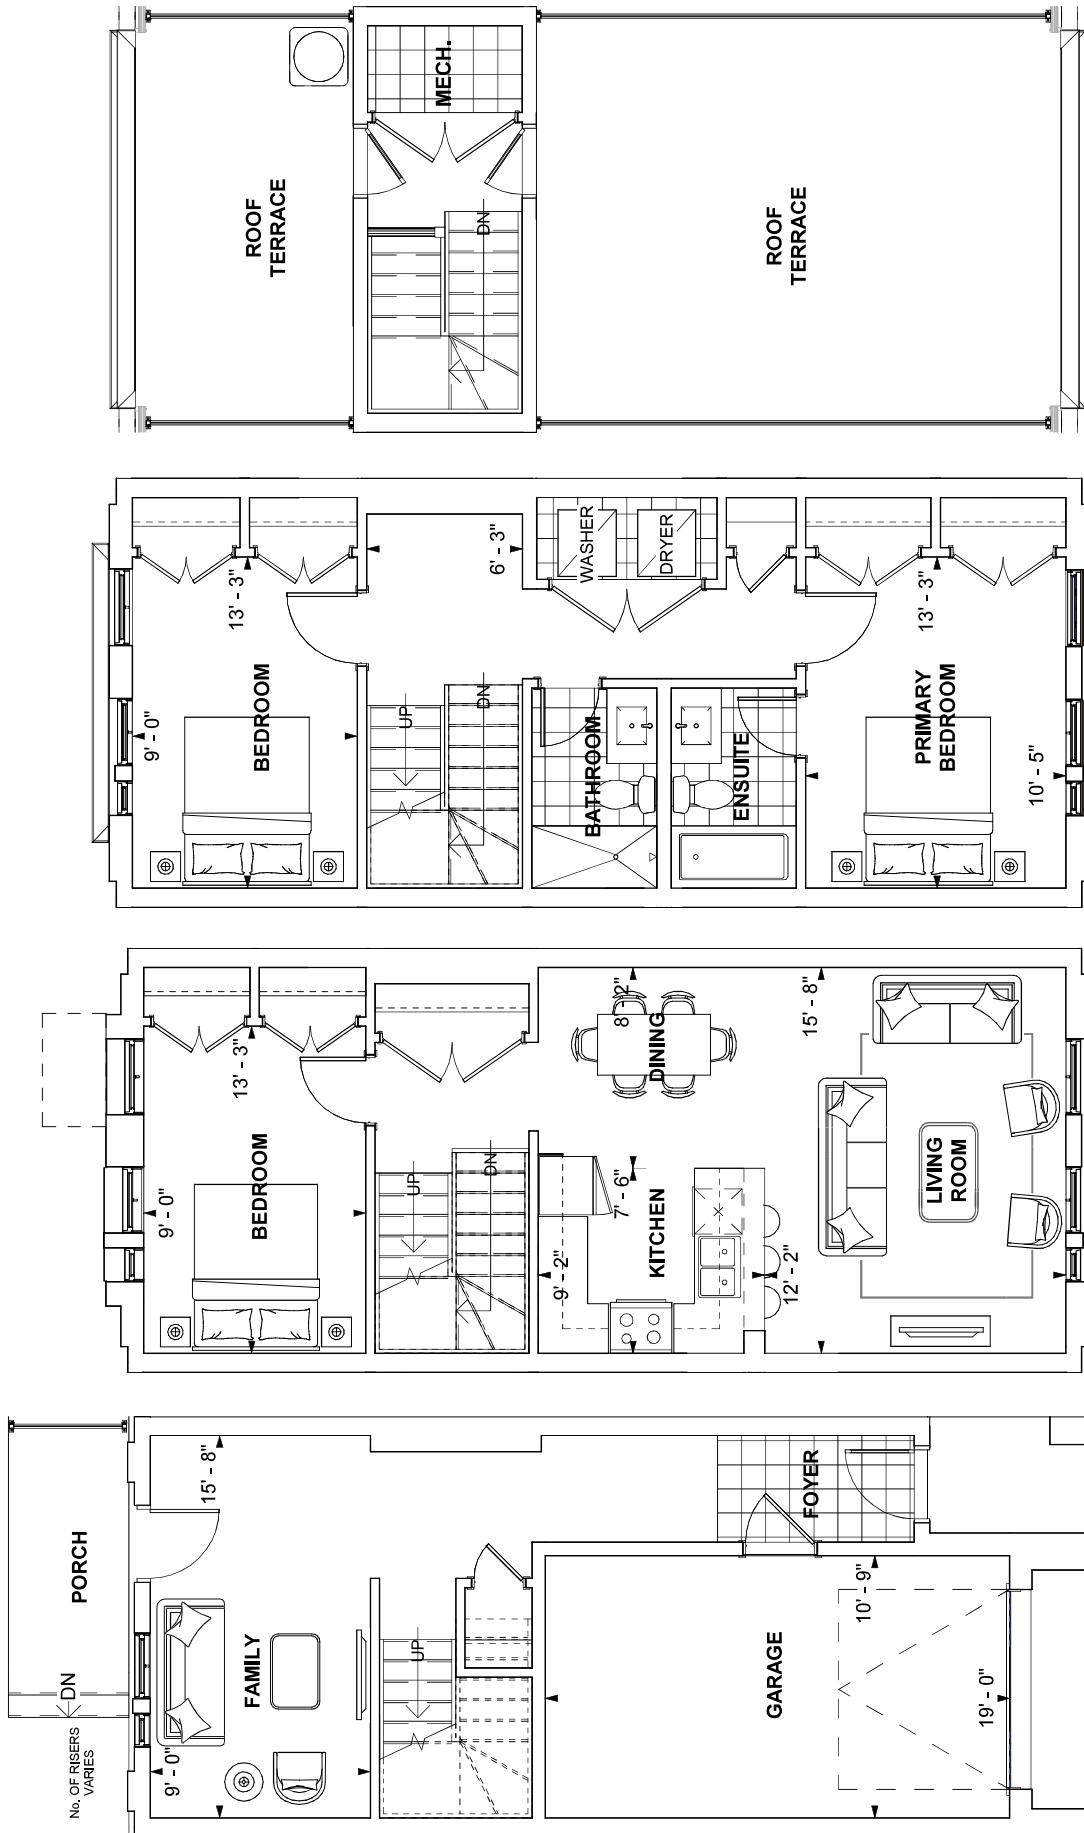 ROOF
TERRACE
MECH.
DN
ROOF
TERRACE
13' - 3"
9' - 0"
BEDROOM
UP
DN
6' - 3"
WASHER
DRYER
BATHROOM
ENSUITE
13' - 3"
PRIMARY
BEDROOM
10' - 5"
13' - 3"
9' - 0"
BEDROOM
UP
DN
8' - 2"
DINING
7' - 6"
KITCHEN
9' - 2"
12' - 2"
15' - 8"
LIVING
ROOM
PORCH
DN
No. OF RISERS
VARIES
15' - 8"
FAMILY
9' - 0"
UP
FOYER
GARAGE
10' - 9"
19' - 0"